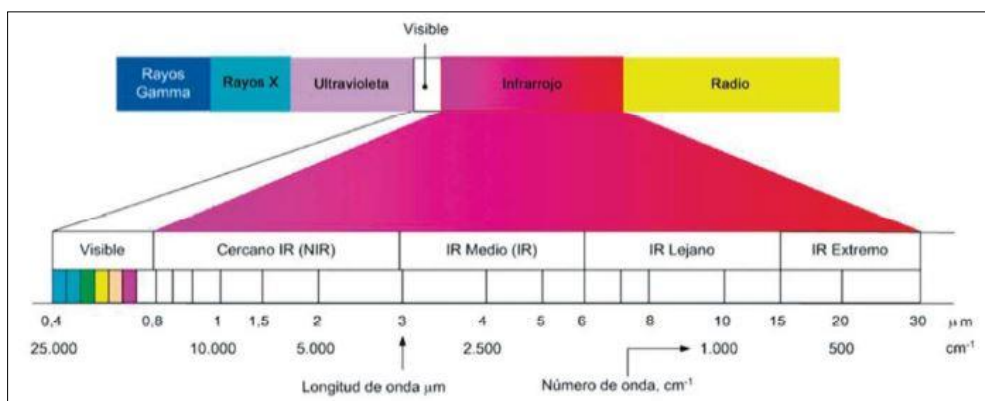 Visible
Rayos
Gamma
Rayos X
Ultravioleta
Infrarrojo
Radio
Visible
Cercano IR (NIR)
IR Medio (IR)
IR Lejano
IR Extremo
0,4 0,8 1 1,5 2 3 4 5 6 8 10 15 20 30 µm
25.000 10.000 5.000 2.500 1.000 500 cm⁻¹
Longitud de onda µm
Número de onda, cm⁻¹